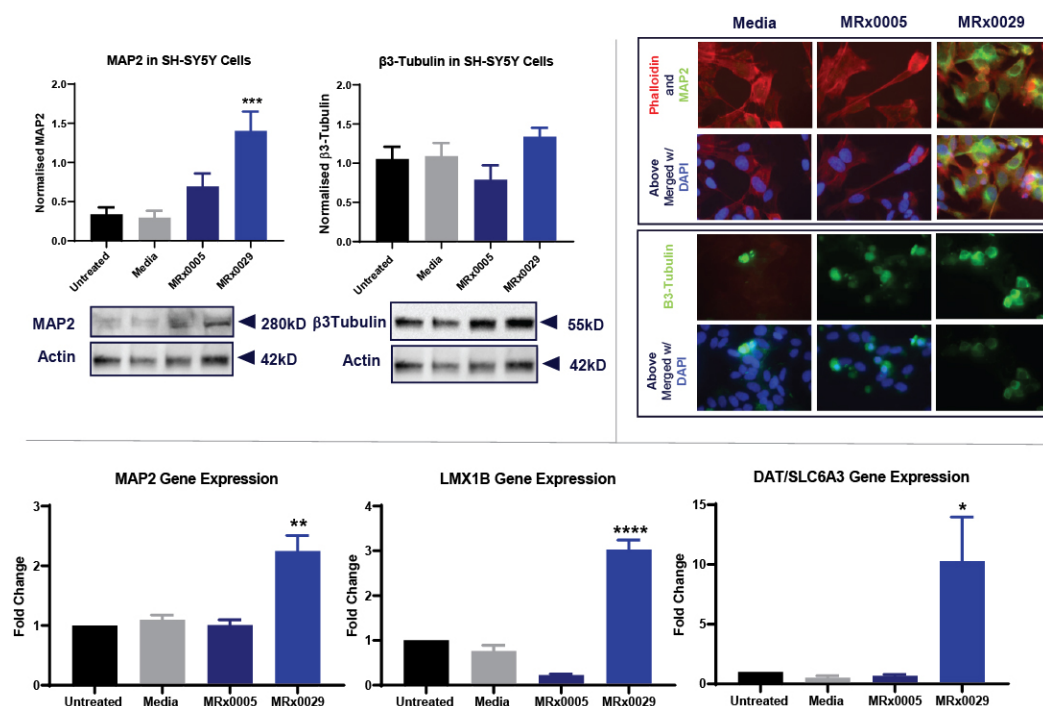 MAP2 in SH-SY5Y Cells
Normalised MAP2
2.0
1.5
1.0
0.5
0.0
***
Untreated
Media
MRx0005
MRx0029
β3-Tubulin in SH-SY5Y Cells
Normalised β3-Tubulin
2.0
1.5
1.0
0.5
0.0
Untreated
Media
MRx0005
MRx0029
MAP2
280kD
Actin
42kD
β3Tubulin
55kD
Actin
42kD
Media
MRx0005
MRx0029
Phalloidin
and
MAP2
Above
Merged w/
DAPI
B3-Tubulin
Above
Merged w/
DAPI
MAP2 Gene Expression
Fold Change
3
2
1
0
**
Untreated
Media
MRx0005
MRx0029
LMX1B Gene Expression
Fold Change
4
3
2
1
0
****
Untreated
Media
MRx0005
MRx0029
DAT/SLC6A3 Gene Expression
Fold Change
15
10
5
0
*
Untreated
Media
MRx0005
MRx0029